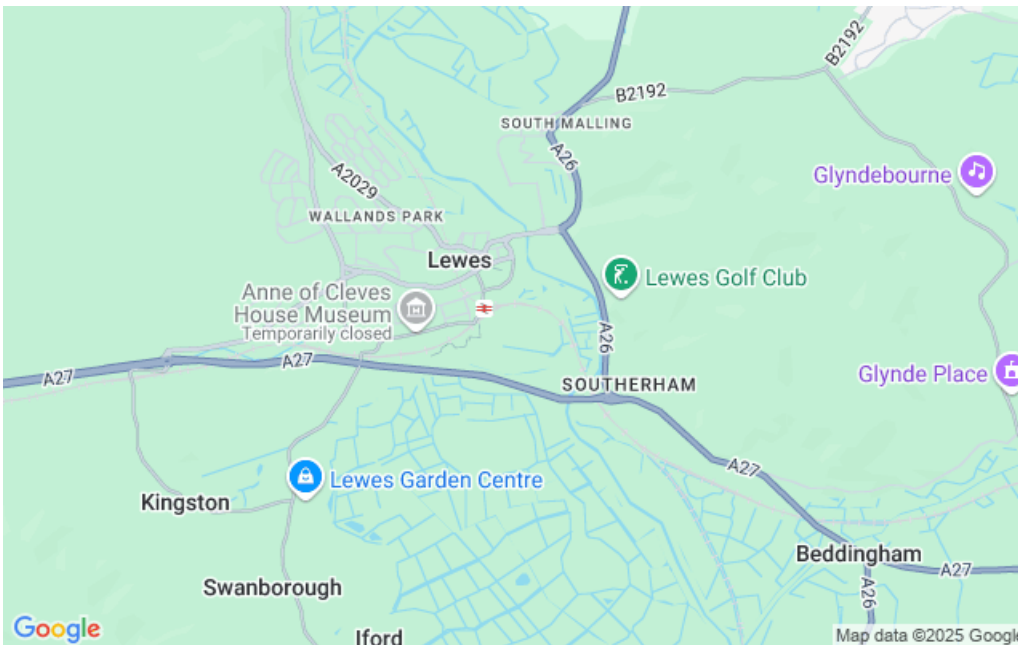 B2192
B2192
SOUTH MALLING
A26
A2029
Glyndebourne
WALLANDS PARK
Lewes
Lewes Golf Club
Anne of Cleves
House Museum
Temporarily closed
A26
A27
A27
SOUTHERHAM
Glynde Place
A27
Lewes Garden Centre
Kingston
Beddingham
A27
Swanborough
A26
Iford
Google
Map data ©2025 Google